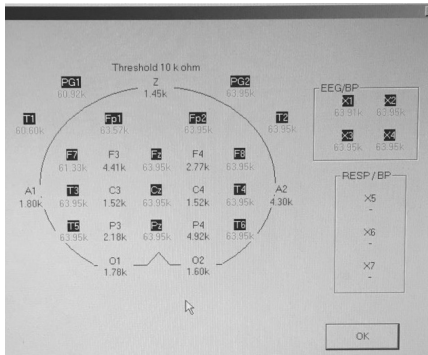 Threshold 10 k ohm
PG1 Z PG2
60.92k 1.45k 63.95k
EEG/BP
X1 X2
63.91k 63.95k
T1 Fp1 Fp2 T2
60.60k 63.57k 63.95k 63.95k
X3 X4
63.95k 63.95k
F7 F3 Fz F4 F8
61.33k 4.41k 63.95k 2.77k 63.95k
RESP / BP
A1 T3 C3 Cz C4 T4 A2
1.80k 63.95k 1.52k 63.95k 1.52k 63.95k 4.30k
X5
-
T5 P3 Pz P4 T6
63.95k 2.18k 63.95k 4.92k 63.95k
X6
-
O1 O2
1.78k 1.60k
X7
-
OK